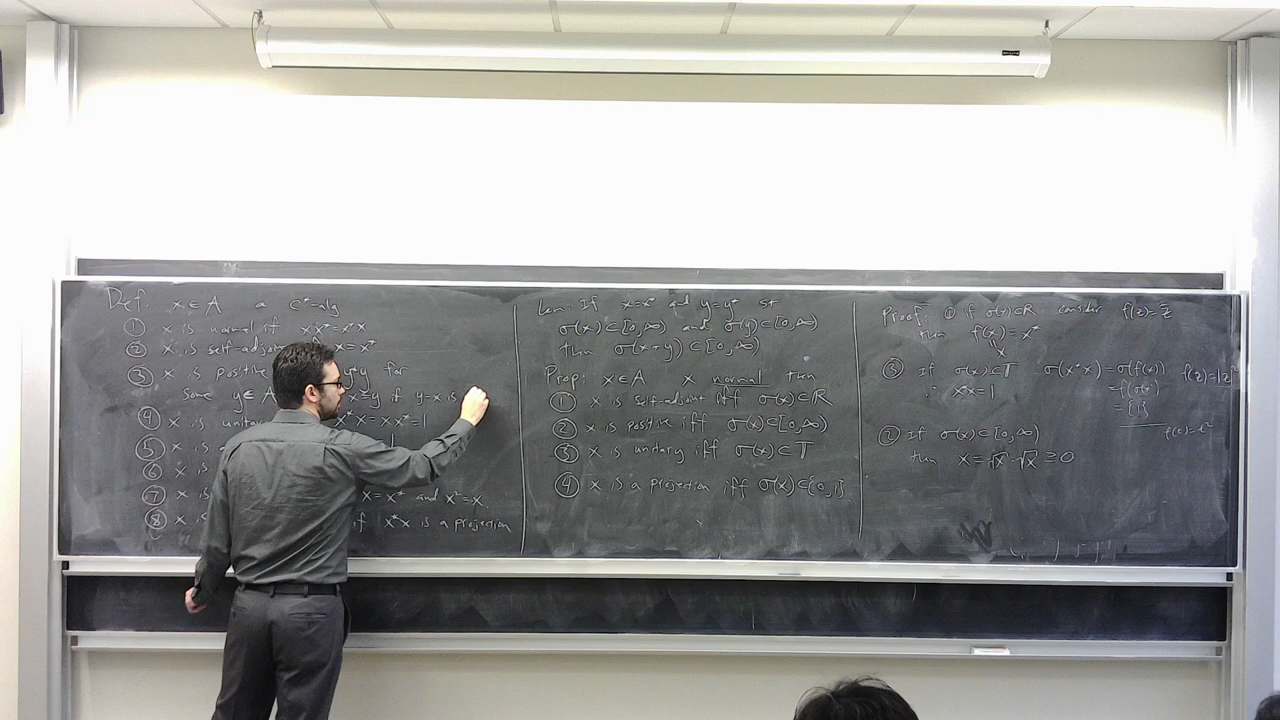 Def: x ∈ A a C*-alg
① x is normal if xx* = x*x
② x is self-adjoint x = x*
③ x is positive y*y for
some y ∈ A x ≥ y if y-x is
④ x is unitary x*x = xx* = 1
⑤ x is
⑥ x is
⑦ x is x = x* and x² = x.
⑧ x is if x*x is a projection
Lem: If x = x* and y = y* st
σ(x) ⊂ [0,∞) and σ(y) ⊂ [0,∞)
then σ(x+y) ⊂ [0,∞)
Prop: x ∈ A x normal then
① x is self-adjoint iff σ(x) ⊂ ℝ
② x is positive iff σ(x) ⊂ [0,∞)
③ x is unitary iff σ(x) ⊂ T
④ x is a projection iff σ(x) ⊂ {0,1}
Proof: ① if σ(x) ⊂ ℝ consider f(z) = z̄
then f(x) = x*
=
x
③ If σ(x) ⊂ T σ(x*x) = σ(f(x)) f(z) = |z|²
∴ x*x = 1 = f(σ(x))
= {1}
② If σ(x) ⊂ [0,∞)
then x = √x · √x ≥ 0